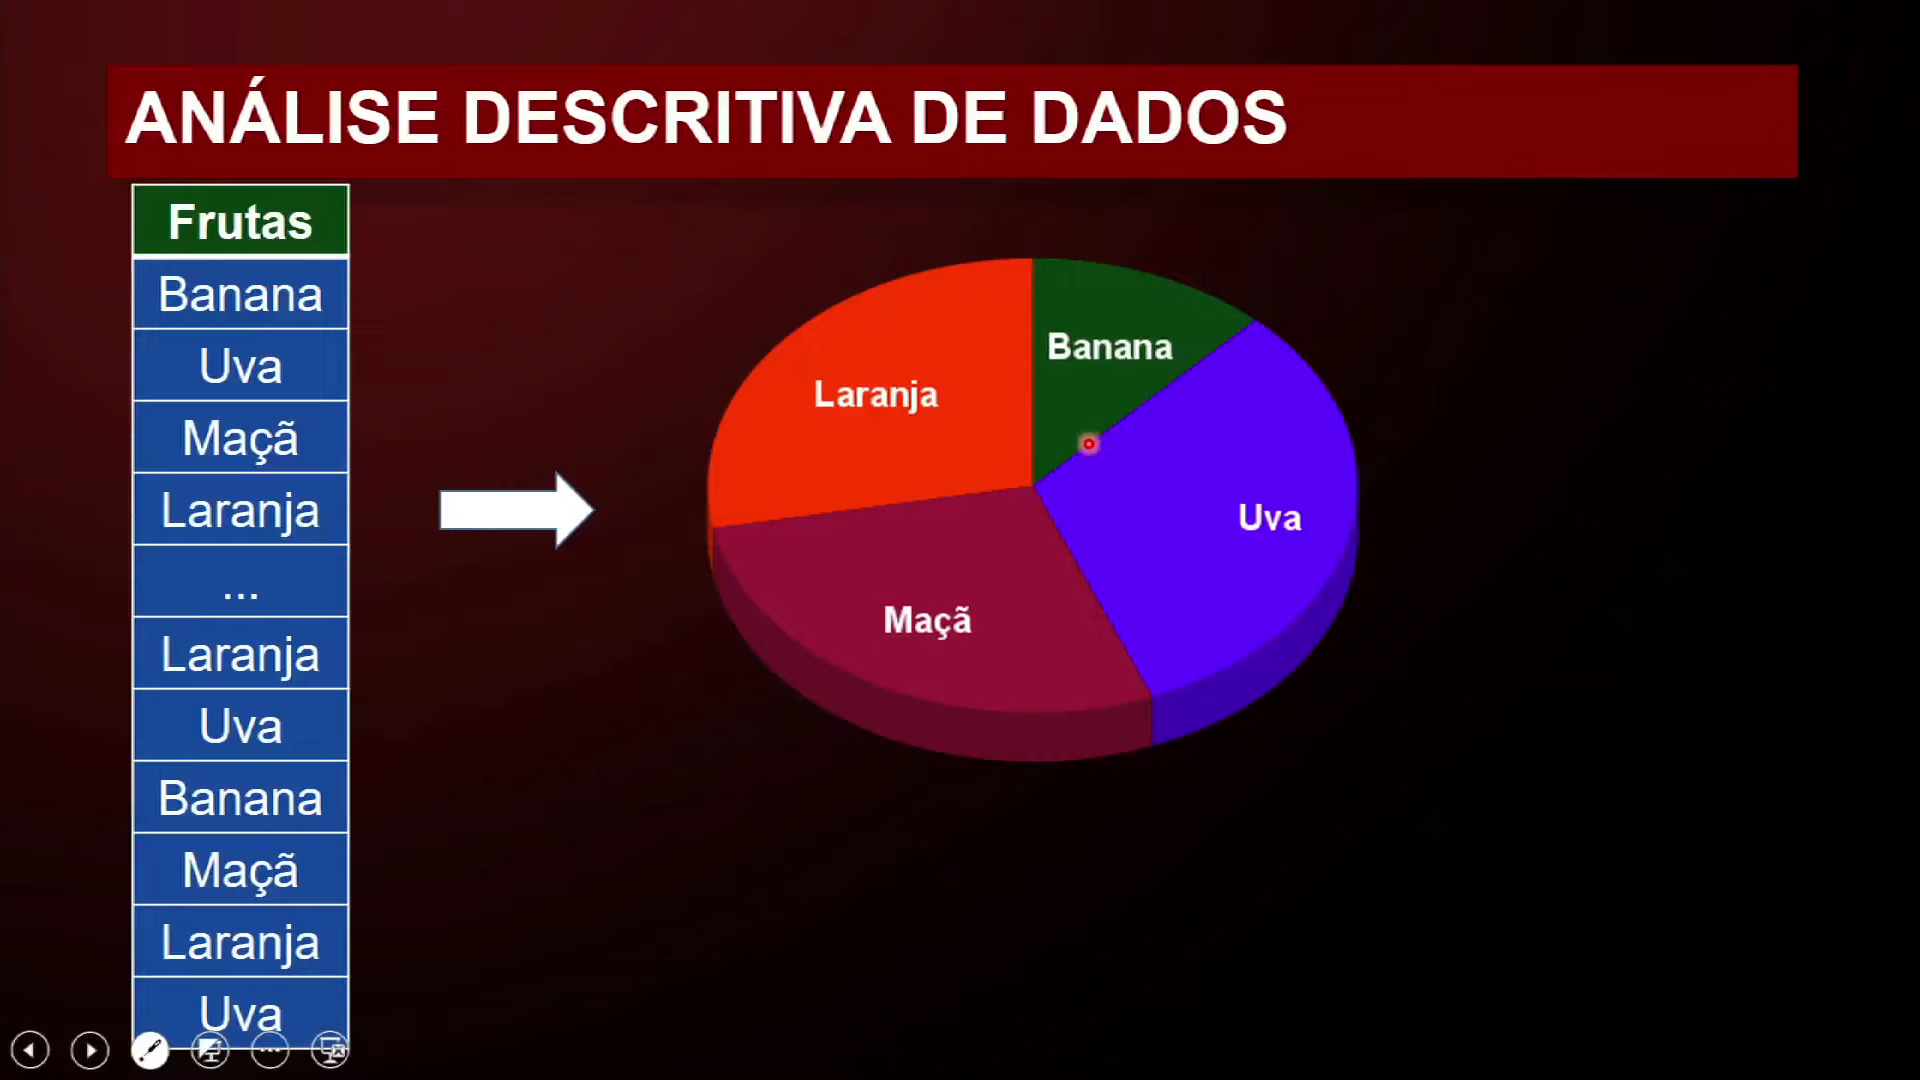 ANÁLISE DESCRITIVA DE DADOS
Frutas
Banana
Uva
Maçã
Laranja
...
Laranja
Uva
Banana
Maçã
Laranja
Uva
Banana
Laranja
Uva
Maçã